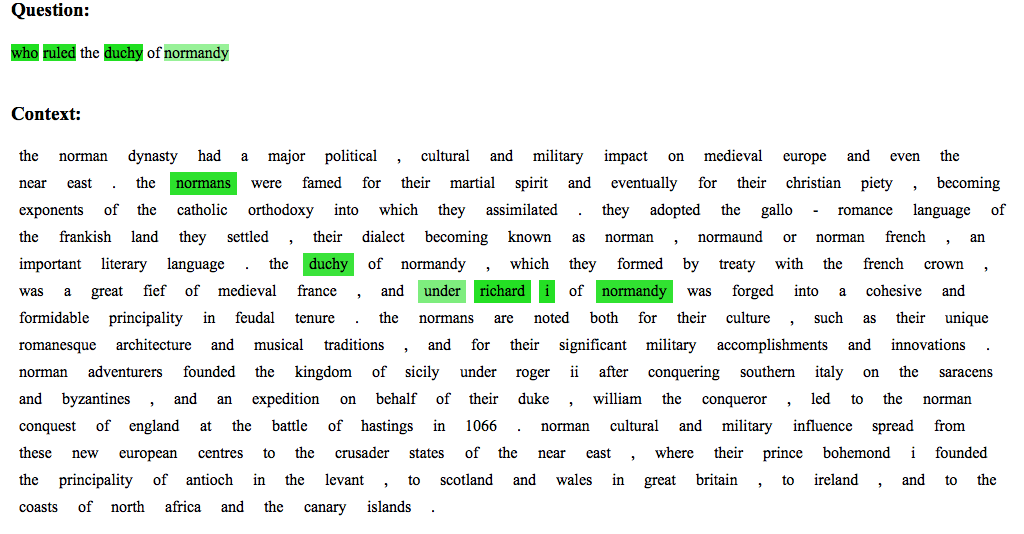 Question:
who ruled the duchy of normandy
Context:
the norman dynasty had a major political , cultural and military impact on medieval europe and even the
near east . the normans were famed for their martial spirit and eventually for their christian piety , becoming
exponents of the catholic orthodoxy into which they assimilated . they adopted the gallo - romance language of
the frankish land they settled , their dialect becoming known as norman , normaund or norman french , an
important literary language . the duchy of normandy , which they formed by treaty with the french crown ,
was a great fief of medieval france , and under richard i of normandy was forged into a cohesive and
formidable principality in feudal tenure . the normans are noted both for their culture , such as their unique
romanesque architecture and musical traditions , and for their significant military accomplishments and innovations .
norman adventurers founded the kingdom of sicily under roger ii after conquering southern italy on the saracens
and byzantines , and an expedition on behalf of their duke , william the conqueror , led to the norman
conquest of england at the battle of hastings in 1066 . norman cultural and military influence spread from
these new european centres to the crusader states of the near east , where their prince bohemond i founded
the principality of antioch in the levant , to scotland and wales in great britain , to ireland , and to the
coasts of north africa and the canary islands .